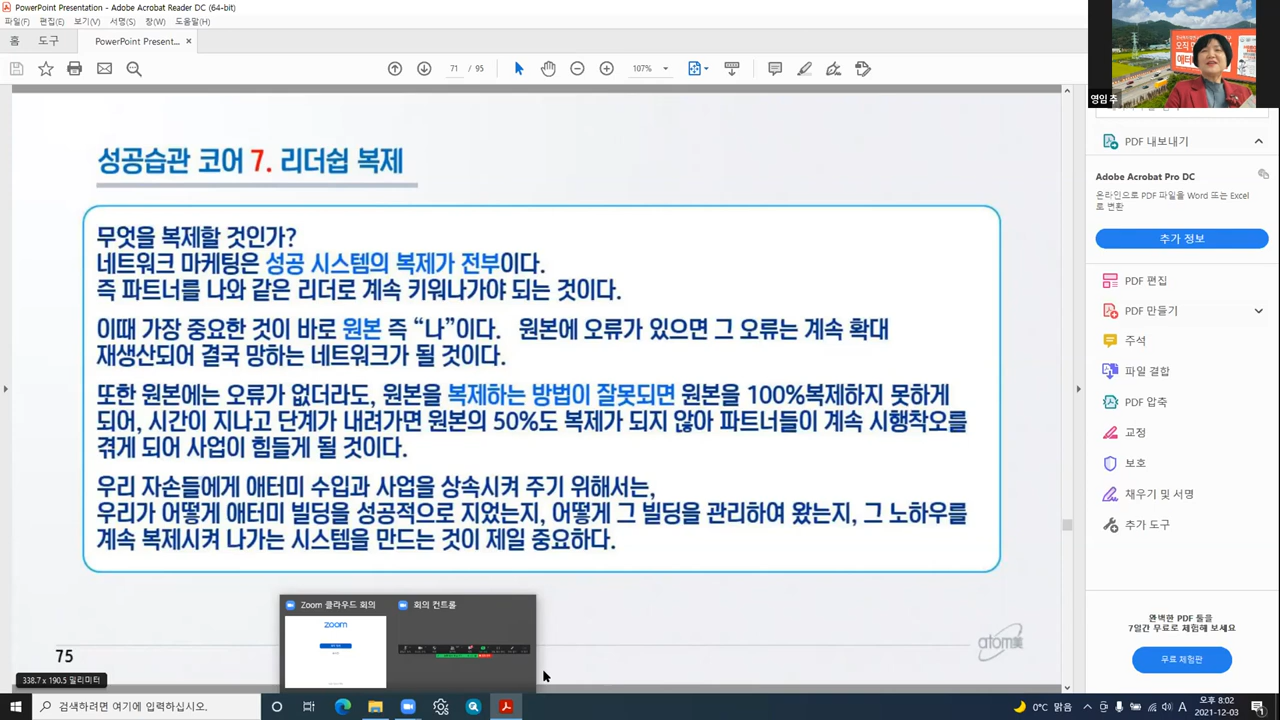 PowerPoint Presentation - Adobe Acrobat Reader DC (64-bit)
파일(F) 편집(E) 보기(V) 서명(S) 창(W) 도움말(H)
홈 도구 PowerPoint Present... ×
71 / 95 107%
영임 추
성공습관 코어 7. 리더쉽 복제
무엇을 복제할 것인가?
네트워크 마케팅은 성공 시스템의 복제가 전부이다.
즉 파트너를 나와 같은 리더로 계속 키워나가야 되는 것이다.
이때 가장 중요한 것이 바로 원본 즉 “나”이다. 원본에 오류가 있으면 그 오류는 계속 확대
재생산되어 결국 망하는 네트워크가 될 것이다.
또한 원본에는 오류가 없더라도, 원본을 복제하는 방법이 잘못되면 원본을 100%복제하지 못하게
되어, 시간이 지나고 단계가 내려가면 원본의 50%도 복제가 되지 않아 파트너들이 계속 시행착오를
겪게 되어 사업이 힘들게 될 것이다.
우리 자손들에게 애터미 수입과 사업을 상속시켜 주기 위해서는,
우리가 어떻게 애터미 빌딩을 성공적으로 지었는지, 어떻게 그 빌딩을 관리하여 왔는지, 그 노하우를
계속 복제시켜 나가는 시스템을 만드는 것이 제일 중요하다.
75
atom美
338.7 x 190.5 밀리미터
Zoom 클라우드 회의
회의 컨트롤
zoom
PDF 내보내기
Adobe Acrobat Pro DC
온라인으로 PDF 파일을 Word 또는 Excel
로 변환
추가 정보
PDF 편집
PDF 만들기
주석
파일 결합
PDF 압축
교정
보호
채우기 및 서명
추가 도구
완벽한 PDF 툴을
7일간 무료로 체험해 보세요
무료 체험판
검색하려면 여기에 입력하십시오.
0°C 맑음
A
오후 8:02
2021-12-03